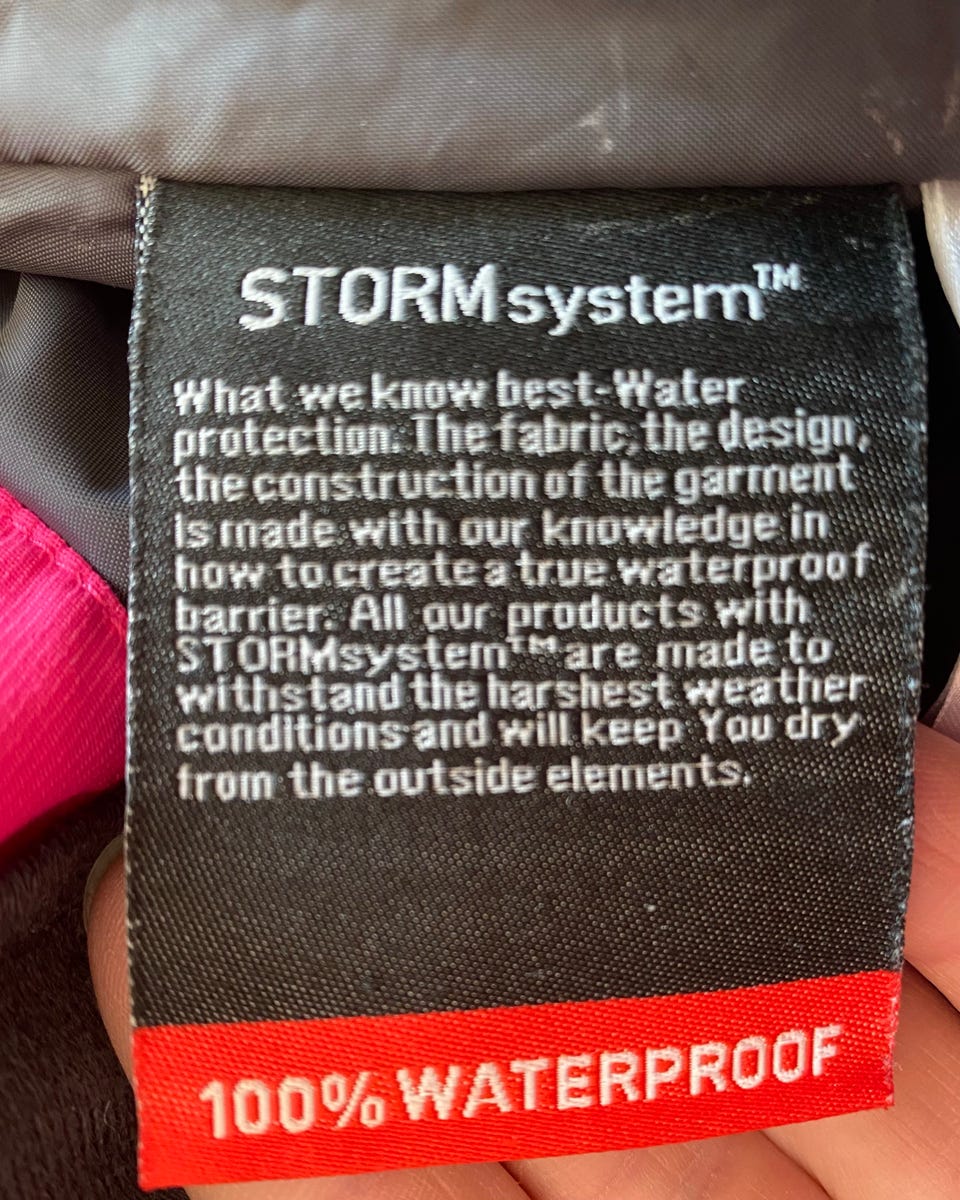 STORMsystem™
What we know best-Water
protection. The fabric, the design,
the construction of the garment
Is made with our knowledge in
how to create a true waterproof
barrier. All our products with
STORMsystem™ are made to
withstand the harshest weather
conditions and will keep You dry
from the outside elements.
100% WATERPROOF